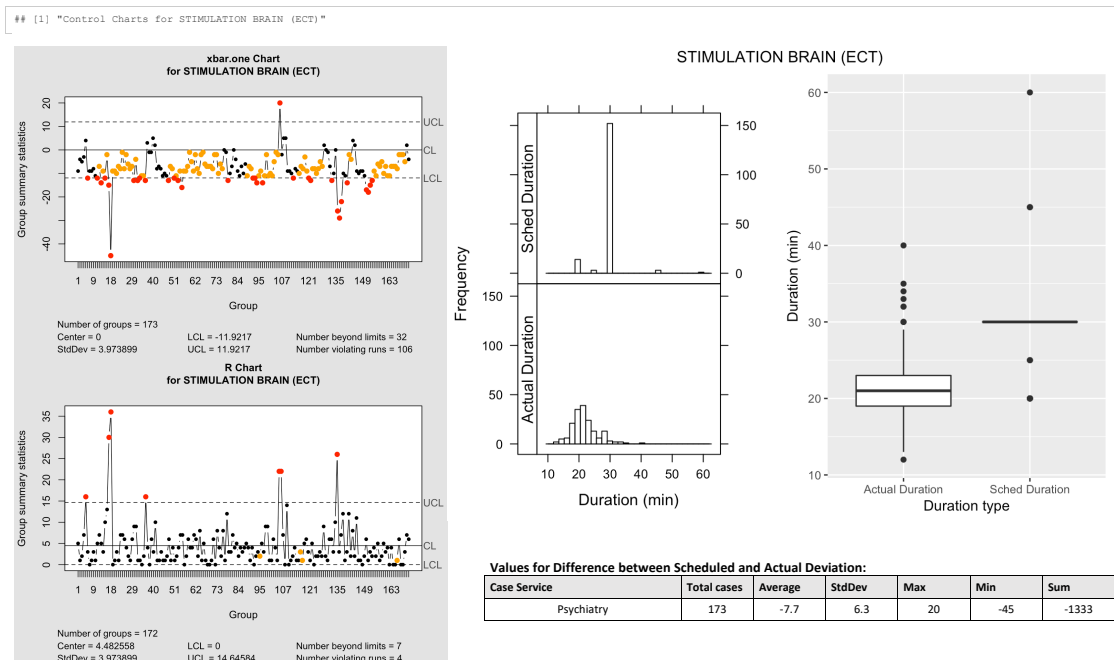 ## [1] "Control Charts for STIMULATION BRAIN (ECT)"
xbar.one Chart
for STIMULATION BRAIN (ECT)
Group summary statistics
20
0
-20
-40
UCL
CL
LCL
1 9 18 29 40 51 62 73 84 95 107 121 135 149 163
Group
Number of groups = 173
Center = 0
StdDev = 3.973899
LCL = -11.9217
UCL = 11.9217
Number beyond limits = 32
Number violating runs = 106
R Chart
for STIMULATION BRAIN (ECT)
Group summary statistics
35
30
25
20
15
10
5
0
UCL
CL
LCL
1 9 18 29 40 51 62 73 84 95 107 121 135 149 163
Group
Number of groups = 172
Center = 4.482558
StdDev = 3.973899
LCL = 0
UCL = 14.64584
Number beyond limits = 7
Number violating runs = 4
STIMULATION BRAIN (ECT)
Frequency
Sched Duration
150
100
50
0
Actual Duration
150
100
50
0
10 20 30 40 50 60
Duration (min)
Duration (min)
60
50
40
30
20
10
Actual Duration Sched Duration
Duration type
Values for Difference between Scheduled and Actual Deviation:
Case Service Total cases Average StdDev Max Min Sum
Psychiatry 173 -7.7 6.3 20 -45 -1333